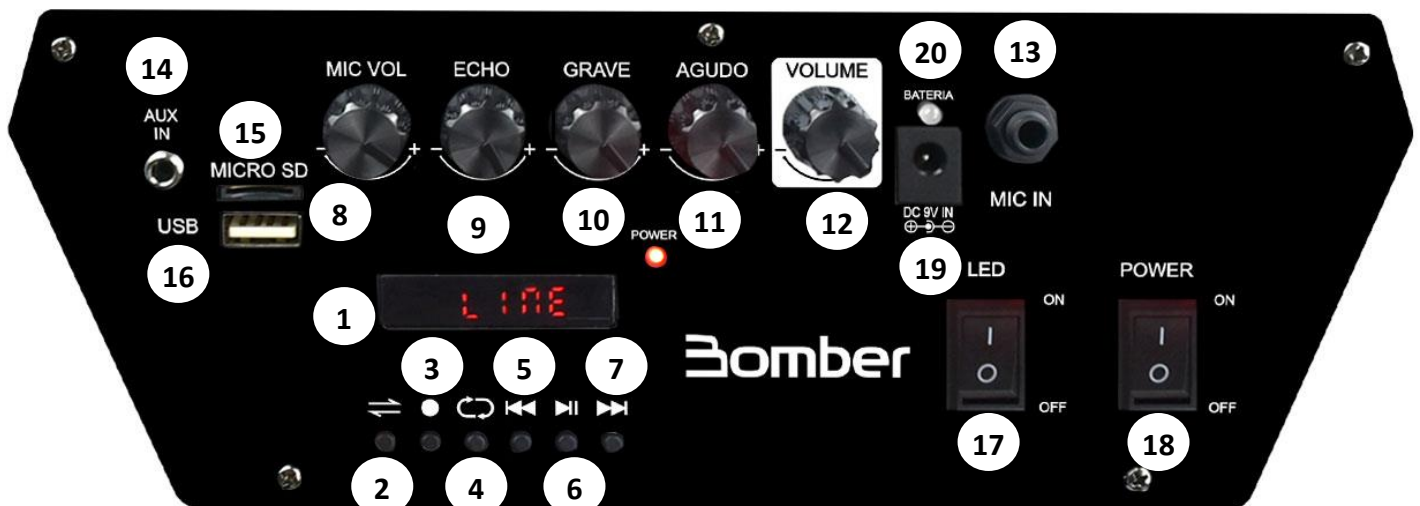 20
13
14
MIC VOL
ECHO
GRAVE
AGUDO
VOLUME
BATERIA
AUX
IN
15
MICRO SD
- +
- +
- +
- +
-
MIC IN
8
9
10
11
12
DC 9V IN
USB
POWER
16
19
LED
POWER
1
LINE
ON
ON
Bomber
3
5
7
OFF
OFF
17
18
2
4
6